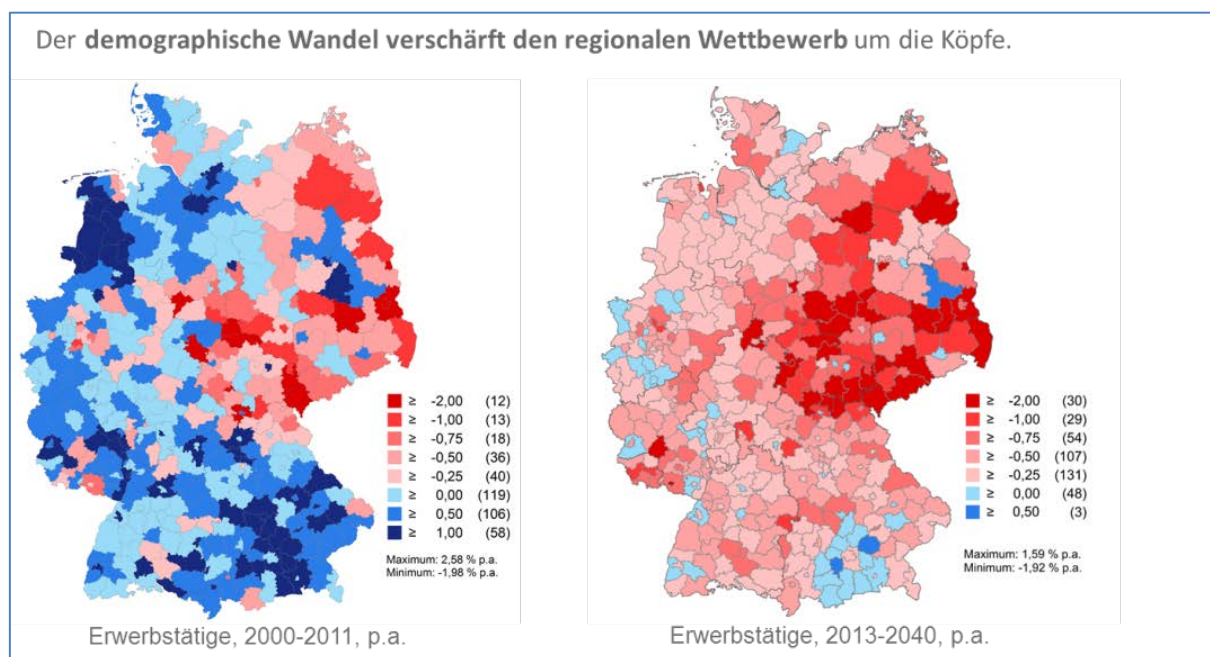 Der demographische Wandel verschärft den regionalen Wettbewerb um die Köpfe.
≥ -2,00 (12)
≥ -1,00 (13)
≥ -0,75 (18)
≥ -0,50 (36)
≥ -0,25 (40)
≥ 0,00 (119)
≥ 0,50 (106)
≥ 1,00 (58)
Maximum: 2,58 % p.a.
Minimum: -1,98 % p.a.
Erwerbstätige, 2000-2011, p.a.
≥ -2,00 (30)
≥ -1,00 (29)
≥ -0,75 (54)
≥ -0,50 (107)
≥ -0,25 (131)
≥ 0,00 (48)
≥ 0,50 (3)
Maximum: 1,59 % p.a.
Minimum: -1,92 % p.a.
Erwerbstätige, 2013-2040, p.a.